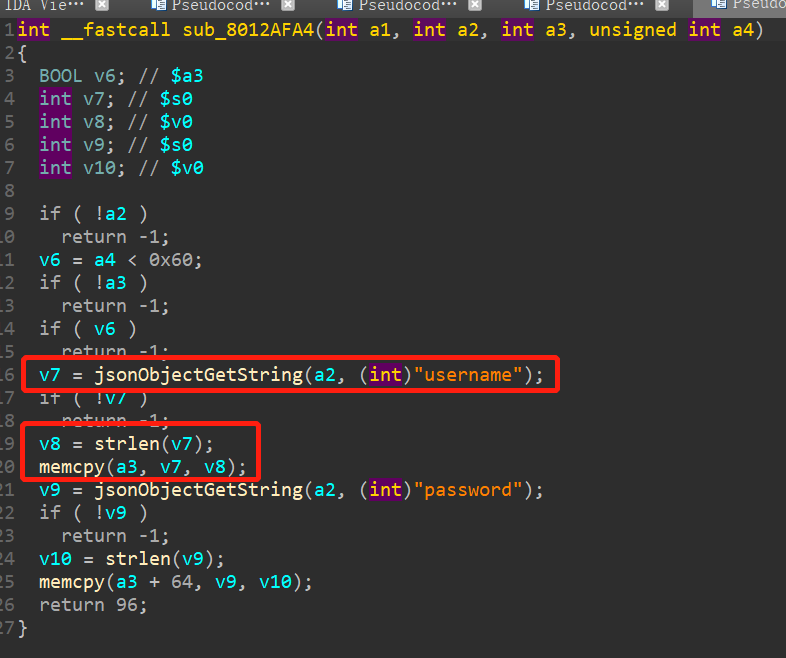 IDA Vie··· Pseudocod··· Pseudocod··· Pseudocod··· Pseudo
1 int __fastcall sub_8012AFA4(int a1, int a2, int a3, unsigned int a4)
2 {
3 BOOL v6; // $a3
4 int v7; // $s0
5 int v8; // $v0
6 int v9; // $s0
7 int v10; // $v0
8
9 if ( !a2 )
10 return -1;
11 v6 = a4 < 0x60;
12 if ( !a3 )
13 return -1;
14 if ( v6 )
15 return -1;
16 v7 = jsonObjectGetString(a2, (int)"username");
17 if ( !v7 )
18 return -1;
19 v8 = strlen(v7);
20 memcpy(a3, v7, v8);
21 v9 = jsonObjectGetString(a2, (int)"password");
22 if ( !v9 )
23 return -1;
24 v10 = strlen(v9);
25 memcpy(a3 + 64, v9, v10);
26 return 96;
27 }